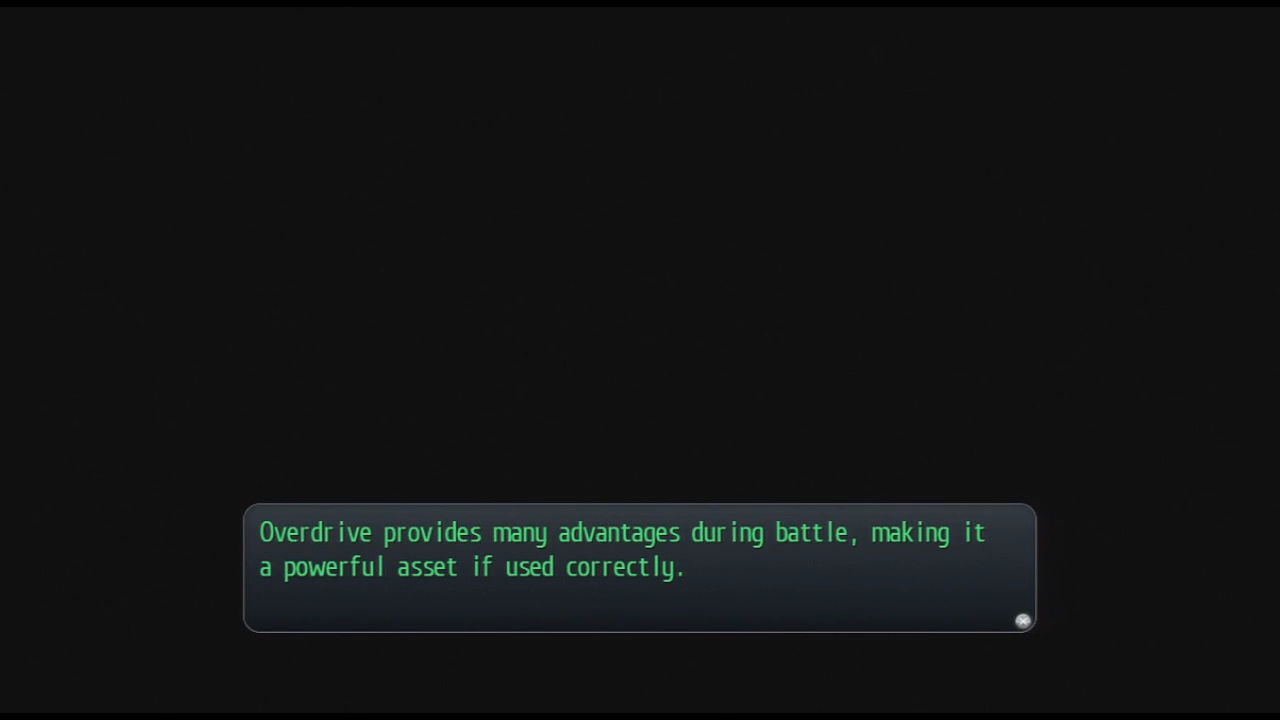 Overdrive provides many advantages during battle, making it
a powerful asset if used correctly.